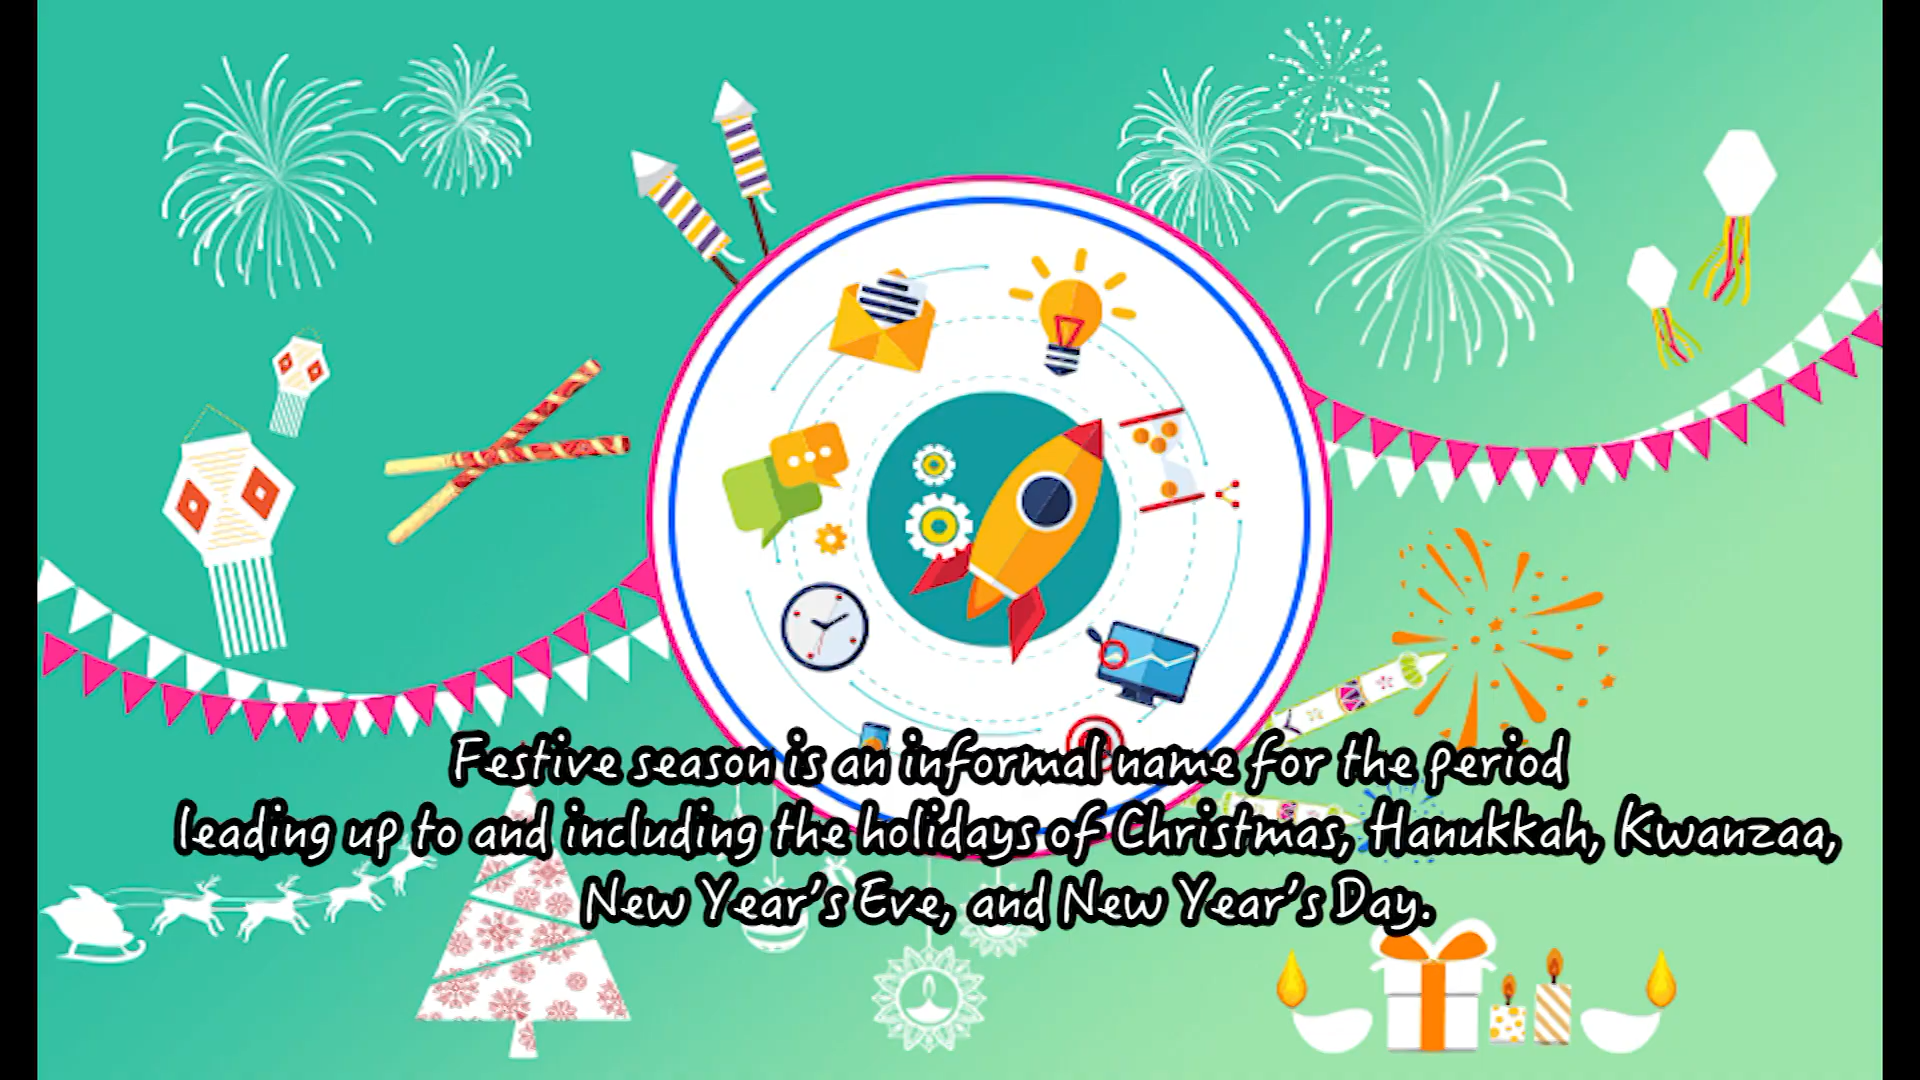 Festive season is an informal name for the period
leading up to and including the holidays of Christmas, Hanukkah, Kwanzaa,
New Year's Eve, and New Year's Day.